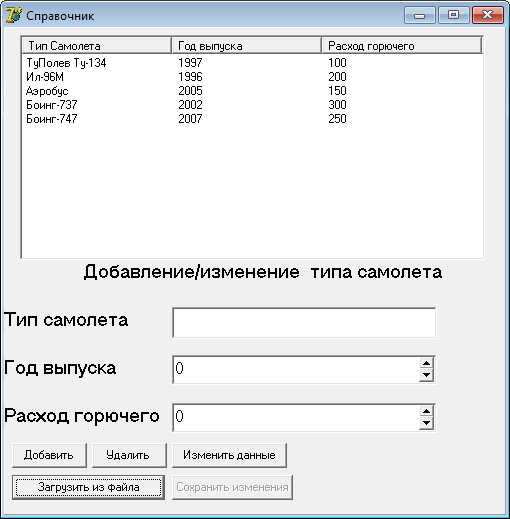 Справочник
Тип Самолета Год выпуска Расход горючего
ТуПолев Ту-134 1997 100
Ил-96М 1996 200
Аэробус 2005 150
Боинг-737 2002 300
Боинг-747 2007 250
Добавление/изменение типа самолета
Тип самолета
Год выпуска 0
Расход горючего 0
Добавить Удалить Изменить данные
Загрузить из файла Сохранить изменения